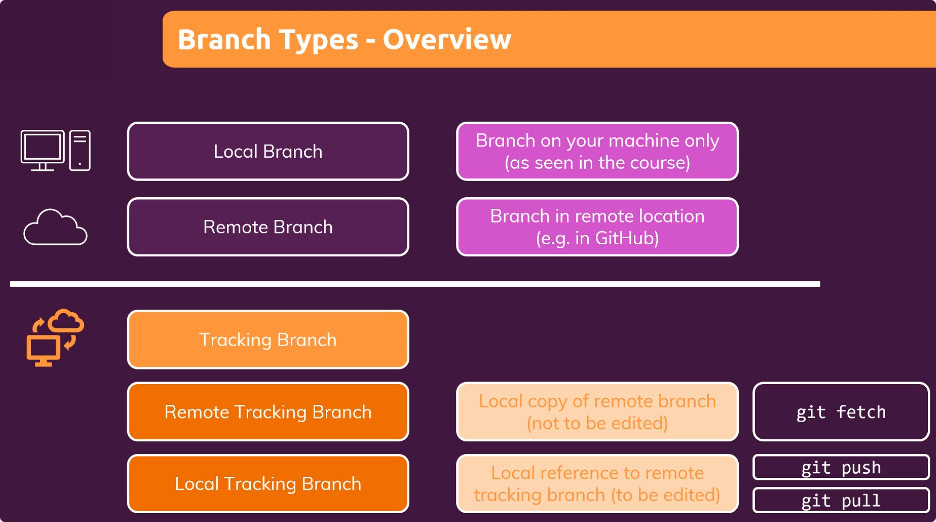 Branch Types - Overview
Local Branch
Branch on your machine only
(as seen in the course)
Remote Branch
Branch in remote location
(e.g. in GitHub)
Tracking Branch
Remote Tracking Branch
Local copy of remote branch
(not to be edited)
git fetch
Local Tracking Branch
Local reference to remote
tracking branch (to be edited)
git push
git pull